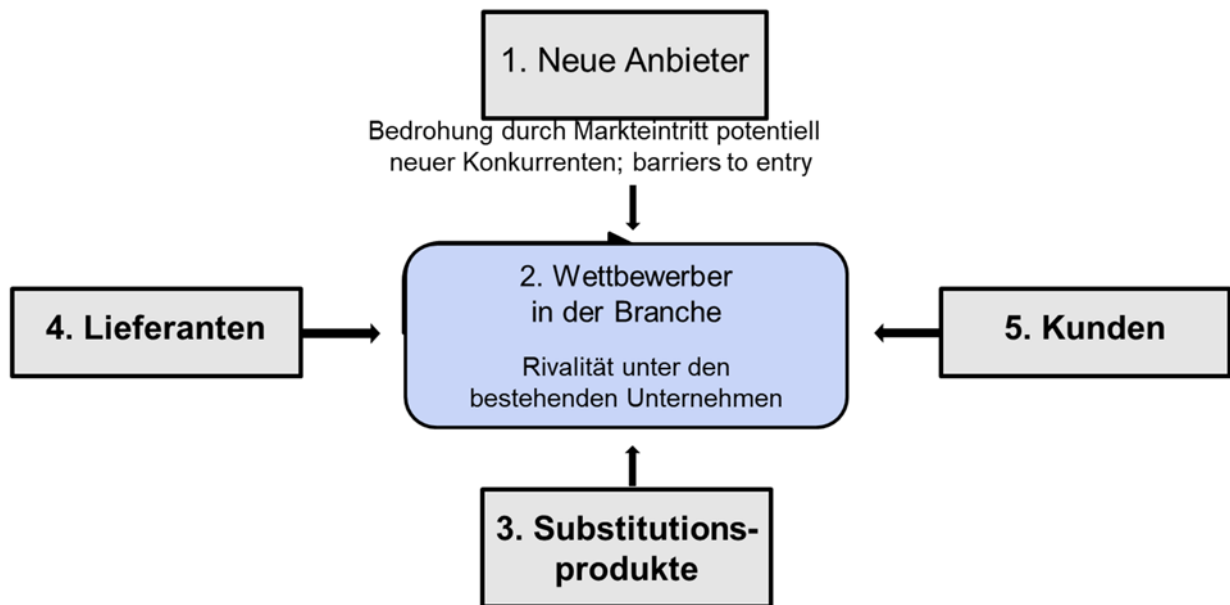 1. Neue Anbieter
Bedrohung durch Markteintritt potentiell
neuer Konkurrenten; barriers to entry
2. Wettbewerber
in der Branche
Rivalität unter den
bestehenden Unternehmen
4. Lieferanten
5. Kunden
3. Substitutions-
produkte